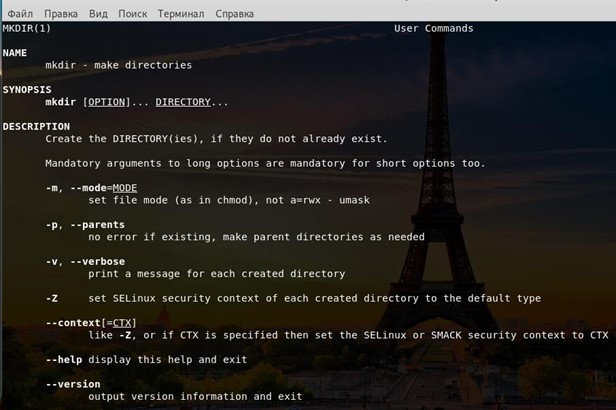 Файл Правка Вид Поиск Терминал Справка
MKDIR(1) User Commands
NAME
mkdir - make directories
SYNOPSIS
mkdir [OPTION]... DIRECTORY...
DESCRIPTION
Create the DIRECTORY(ies), if they do not already exist.
Mandatory arguments to long options are mandatory for short options too.
-m, --mode=MODE
set file mode (as in chmod), not a=rwx - umask
-p, --parents
no error if existing, make parent directories as needed
-v, --verbose
print a message for each created directory
-Z set SELinux security context of each created directory to the default type
--context[=CTX]
like -Z, or if CTX is specified then set the SELinux or SMACK security context to CTX
--help display this help and exit
--version
output version information and exit